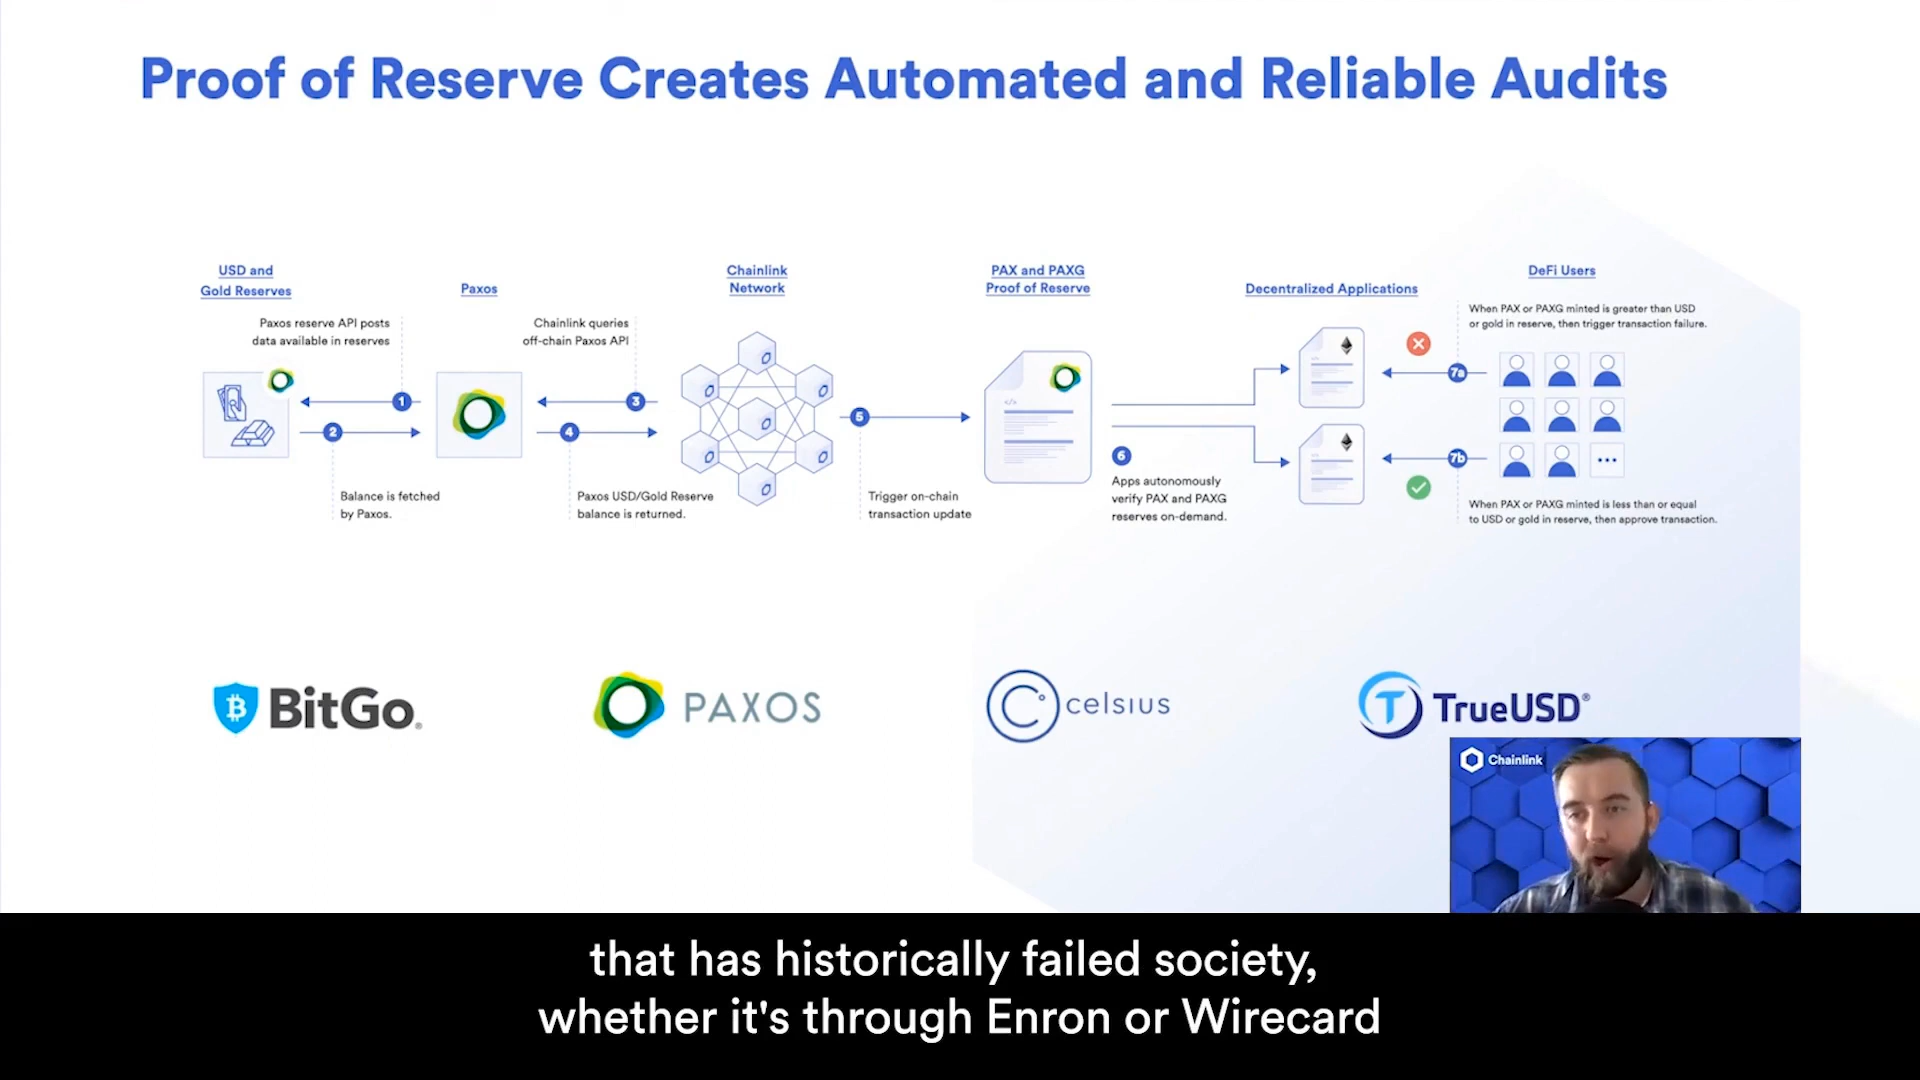 Proof of Reserve Creates Automated and Reliable Audits
USD and
Gold Reserves
Paxos
Chainlink
Network
PAX and PAXG
Proof of Reserve
Decentralized Applications
DeFi Users
Paxos reserve API posts
data available in reserves
Chainlink queries
off-chain Paxos API
When PAX or PAXG minted is greater than USD
or gold in reserve, then trigger transaction failure.
1
2
3
4
5
6
7a
7b
Balance is fetched
by Paxos.
Paxos USD/Gold Reserve
balance is returned.
Trigger on-chain
transaction update
Apps autonomously
verify PAX and PAXG
reserves on-demand.
When PAX or PAXG minted is less than or equal
to USD or gold in reserve, then approve transaction.
BitGo®
PAXOS
celsius
TrueUSD®
Chainlink
that has historically failed society,
whether it's through Enron or Wirecard